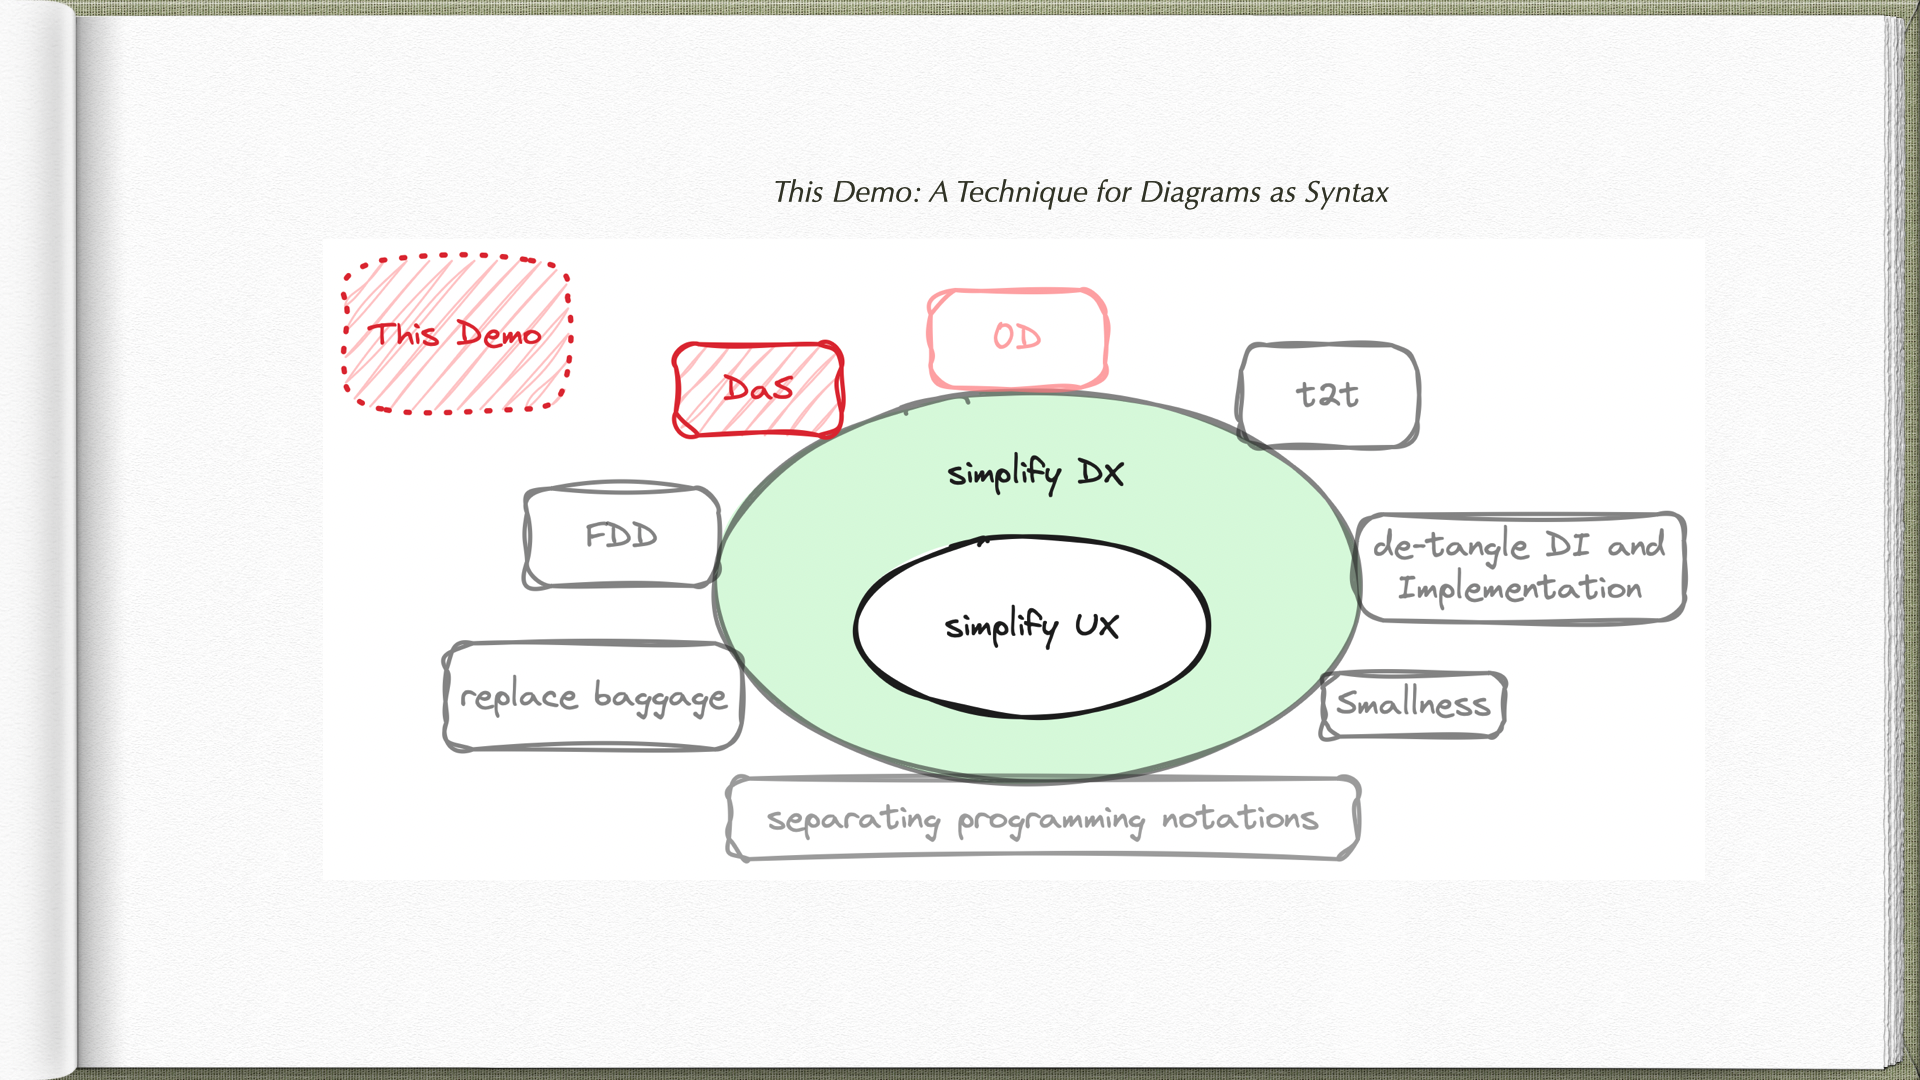 This Demo: A Technique for Diagrams as Syntax
This Demo
OD
DaS
t2t
simplify DX
FDD
de-tangle DI and
Implementation
simplify UX
replace baggage
Smallness
separating programming notations